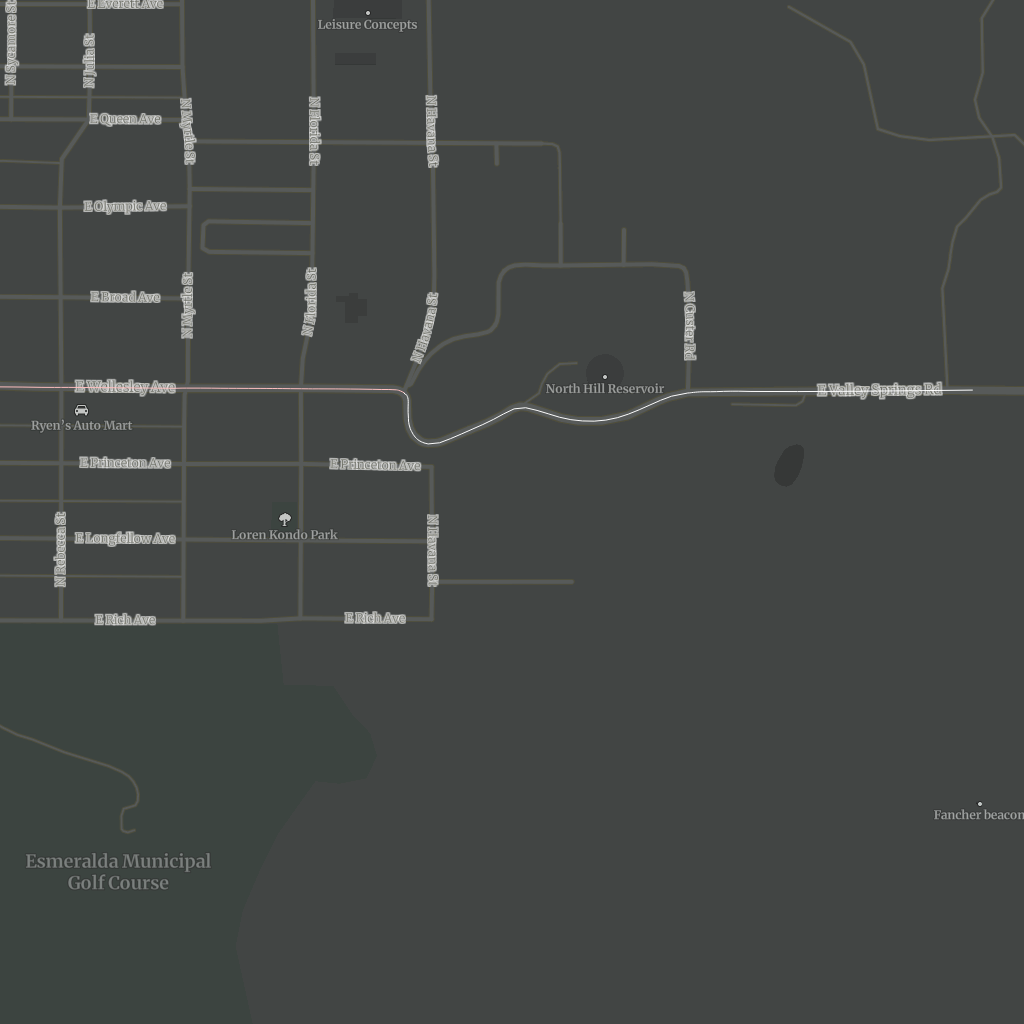 E Everett Ave
Leisure Concepts
N Sycamore St
N Julia St
E Queen Ave
N Myrtle St
N Florida St
N Havana St
E Olympic Ave
E Broad Ave
N Myrtle St
N Florida St
N Havana St
N Custer Rd
E Wellesley Ave
North Hill Reservoir
E Valley Springs Rd
Ryen's Auto Mart
E Princeton Ave
E Princeton Ave
N Rebecca St
E Longfellow Ave
Loren Kondo Park
N Havana St
E Rich Ave
E Rich Ave
Fancher beacon
Esmeralda Municipal
Golf Course